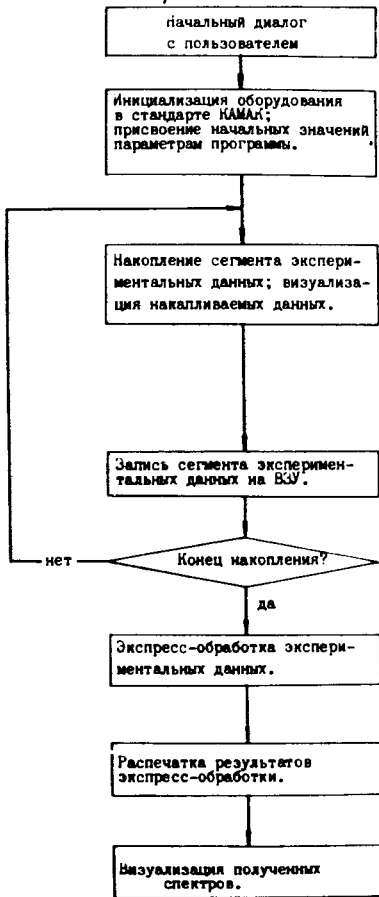 Начальный диалог
с пользователем
Инициализация оборудования
в стандарте КАМАК;
присвоение начальных значений
параметрам программы.
Накопление сегмента экспери-
ментальных данных; визуализа-
ция накапливаемых данных.
Запись сегмента эксперимен-
тальных данных на ВЗУ.
нет
Конец накопления?
да
Экспресс-обработка экспери-
ментальных данных.
Распечатка результатов
экспресс-обработки.
Визуализация полученных
спектров.